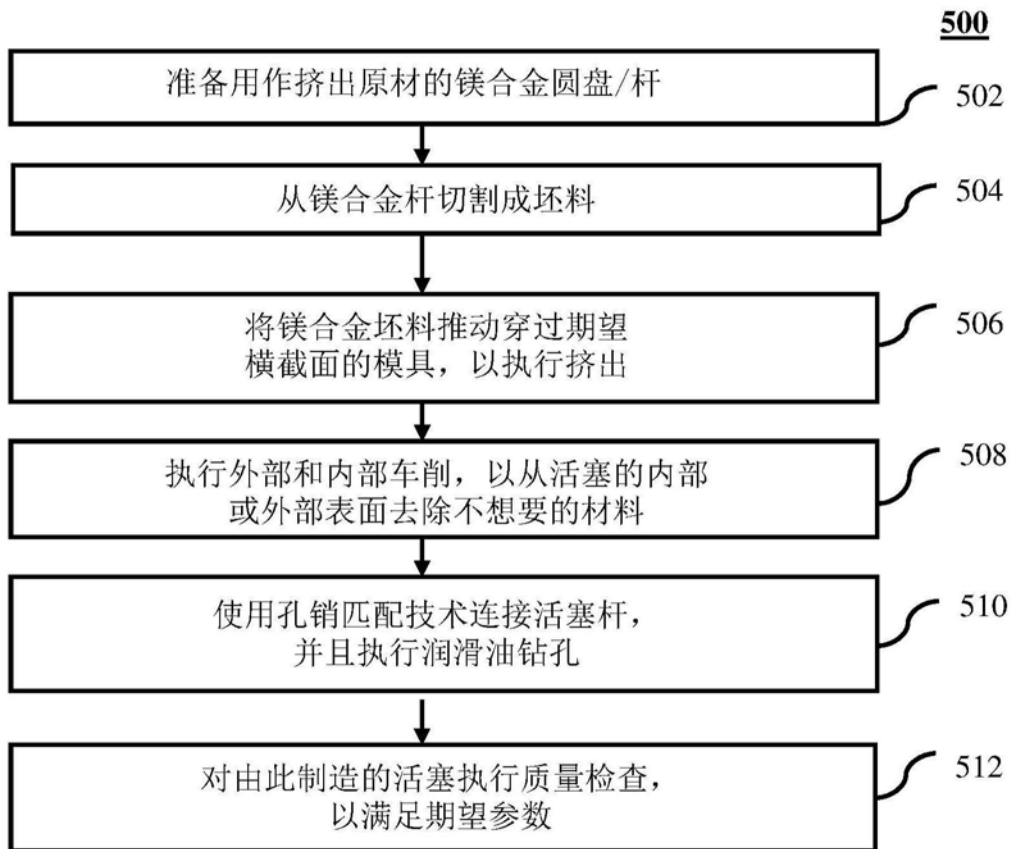 500
准备用作挤出原材的镁合金圆盘/杆
502
从镁合金杆切割成坯料
504
将镁合金坯料推动穿过期望
横截面的模具，以执行挤出
506
执行外部和内部车削，以从活塞的内部
或外部表面去除不想要的材料
508
使用孔销匹配技术连接活塞杆，
并且执行润滑油钻孔
510
对由此制造的活塞执行质量检查，
以满足期望参数
512